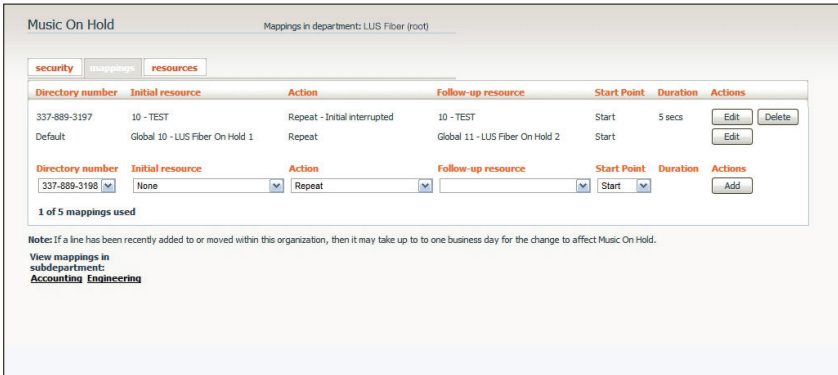 Music On Hold Mappings in department: LUS Fiber (root)
security mappings resources
Directory number Initial resource Action Follow-up resource Start Point Duration Actions
337-889-3197 10 - TEST Repeat - Initial interrupted 10 - TEST Start 5 secs Edit Delete
Default Global 10 - LUS Fiber On Hold 1 Repeat Global 11 - LUS Fiber On Hold 2 Start Edit
Directory number Initial resource Action Follow-up resource Start Point Duration Actions
337-889-3198 None Repeat Start Add
1 of 5 mappings used
Note: If a line has been recently added to or moved within this organization, then it may take up to to one business day for the change to affect Music On Hold.
View mappings in
subdepartment:
Accounting Engineering